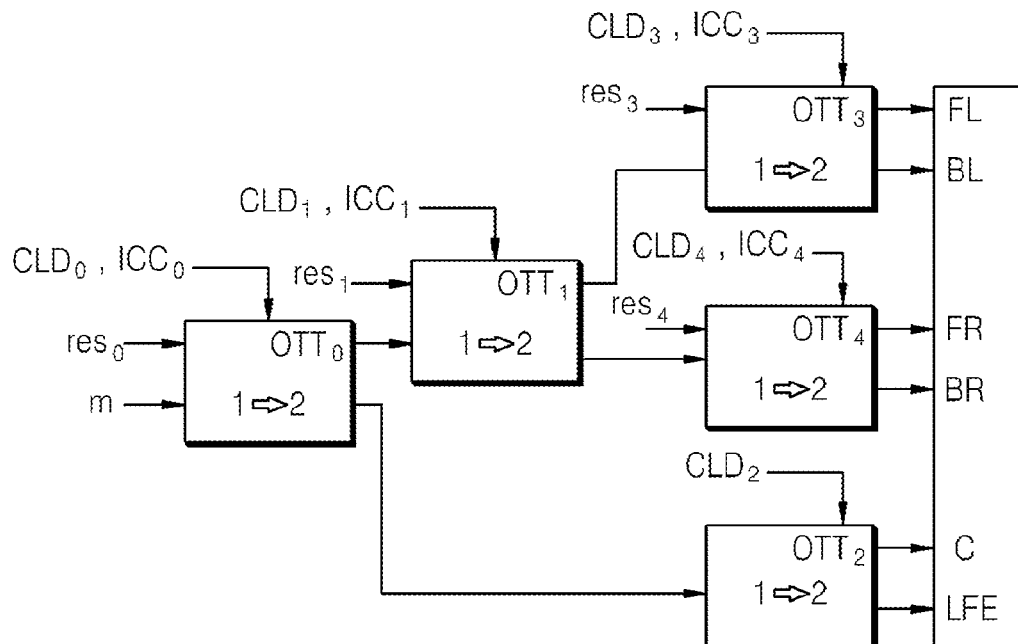 CLD₃ , ICC₃
res₃
OTT₃
FL
1⇨2
BL
CLD₁ , ICC₁
CLD₀ , ICC₀
res₁
OTT₁
1⇨2
CLD₄ , ICC₄
res₄
OTT₄
FR
1⇨2
BR
res₀
OTT₀
m
1⇨2
CLD₂
OTT₂
C
1⇨2
LFE